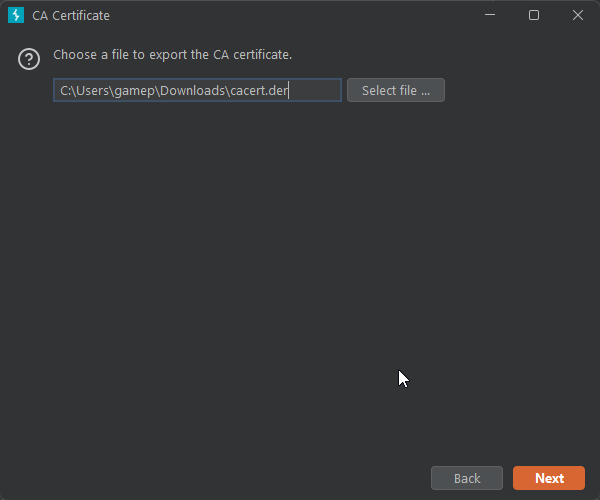 CA Certificate
Choose a file to export the CA certificate.
C:\Users\gamep\Downloads\cacert.der
Select file ...
Back
Next